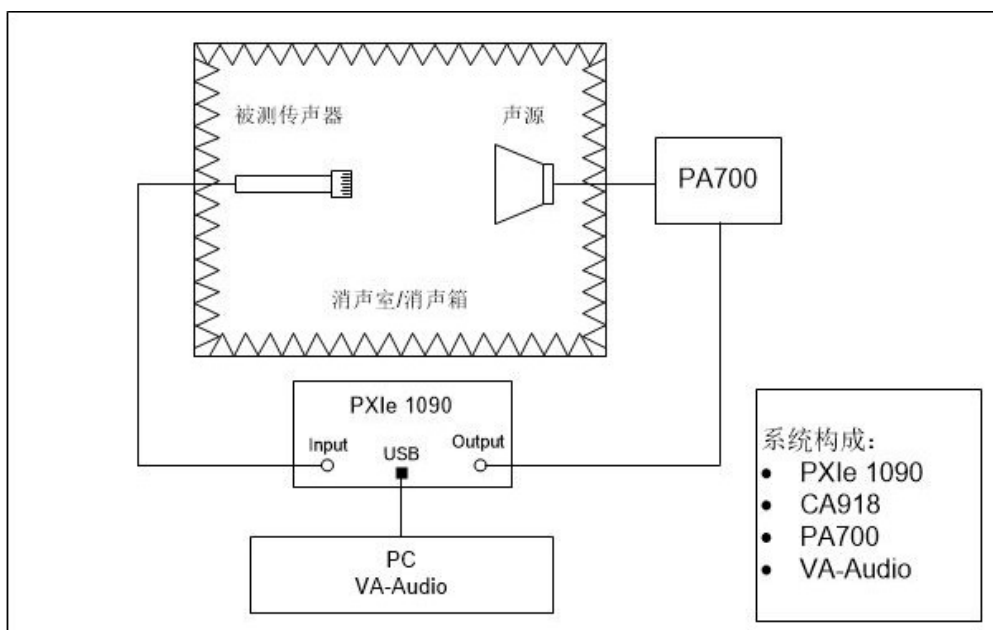 被测传声器
声源
PA700
消声室/消声箱
PXIe 1090
Input
USB
Output
PC
VA-Audio
系统构成：
• PXIe 1090
• CA918
• PA700
• VA-Audio